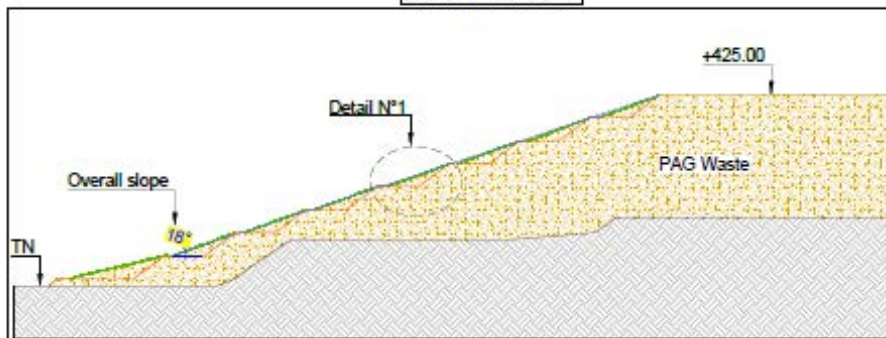 +425.00
Detail N°1
PAG Waste
Overall slope
18°
TN